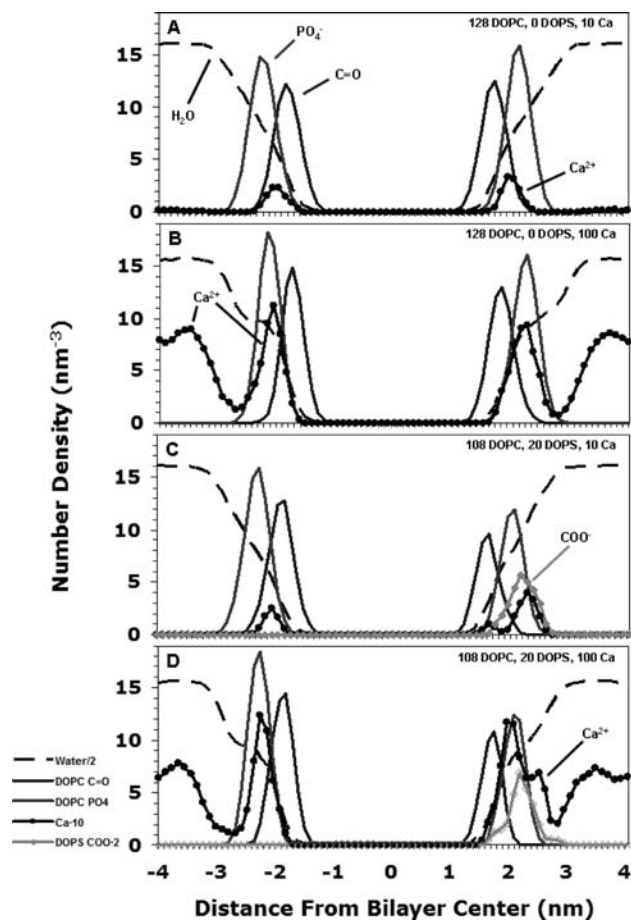 A
128 DOPC, 0 DOPS, 10 Ca
PO₄⁻
C=O
H₂O
Ca²⁺
15
10
5
0
B
128 DOPC, 0 DOPS, 100 Ca
Ca²⁺
15
10
5
0
C
108 DOPC, 20 DOPS, 10 Ca
COO⁻
15
10
5
0
D
108 DOPC, 20 DOPS, 100 Ca
Ca²⁺
15
10
5
0
Number Density (nm⁻³)
Water/2
DOPC C=O
DOPC PO4
Ca-10
DOPS COO-2
-4 -3 -2 -1 0 1 2 3 4
Distance From Bilayer Center (nm)